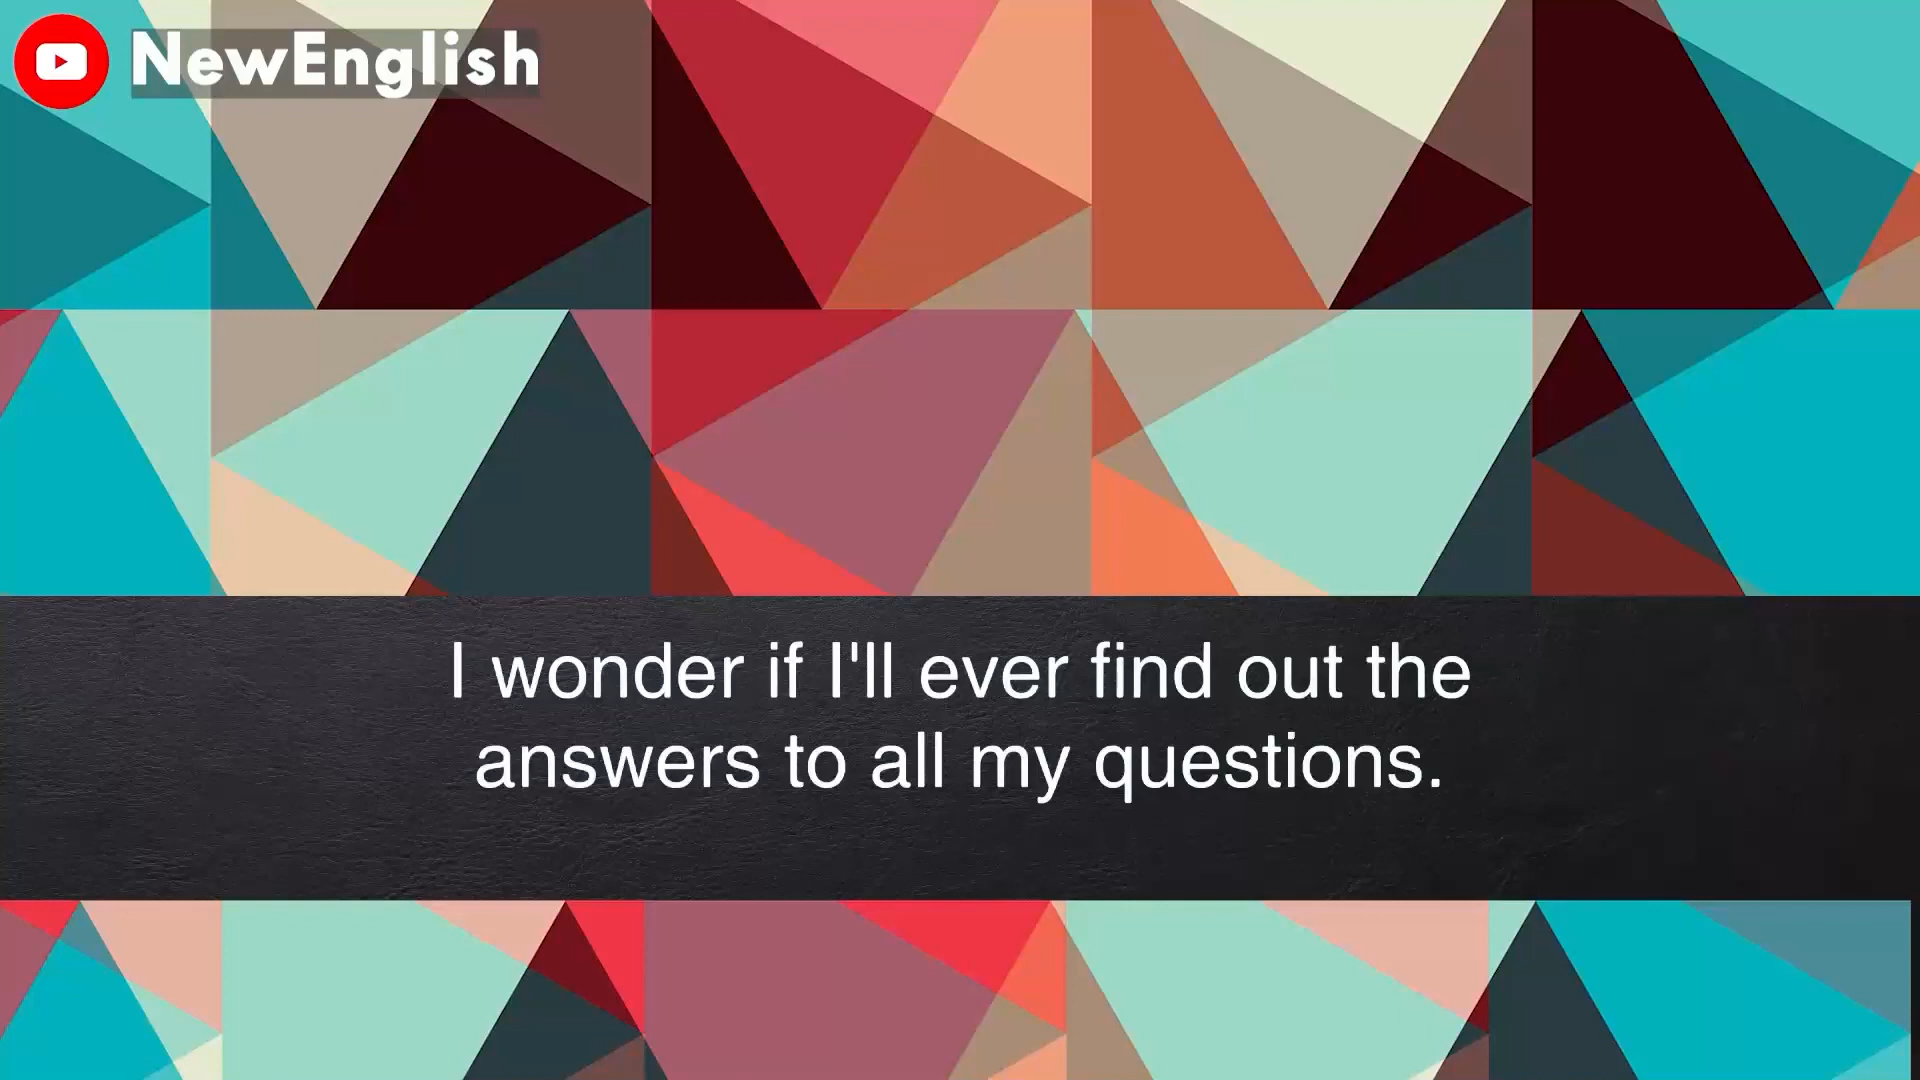 NewEnglish
I wonder if I'll ever find out the
answers to all my questions.